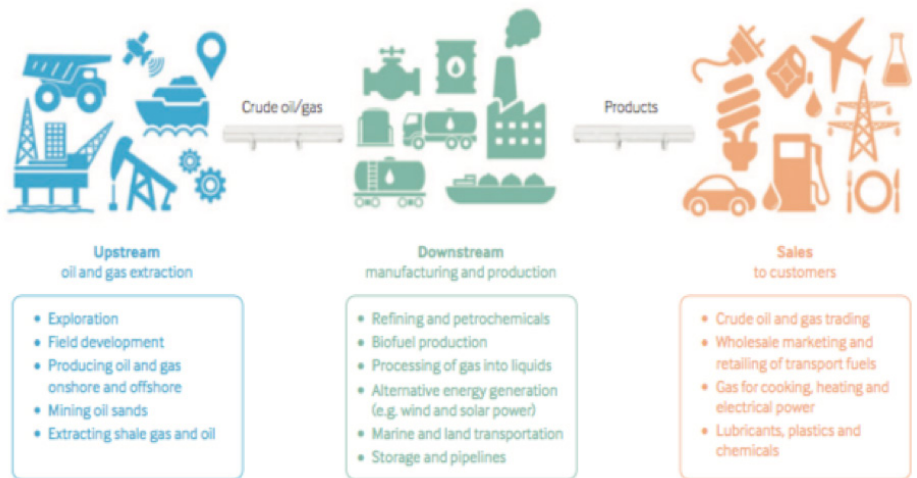 Crude oil/gas
Products
Upstream
oil and gas extraction
• Exploration
• Field development
• Producing oil and gas
onshore and offshore
• Mining oil sands
• Extracting shale gas and oil
Downstream
manufacturing and production
• Refining and petrochemicals
• Biofuel production
• Processing of gas into liquids
• Alternative energy generation
(e.g. wind and solar power)
• Marine and land transportation
• Storage and pipelines
Sales
to customers
• Crude oil and gas trading
• Wholesale marketing and
retailing of transport fuels
• Gas for cooking, heating and
electrical power
• Lubricants, plastics and
chemicals